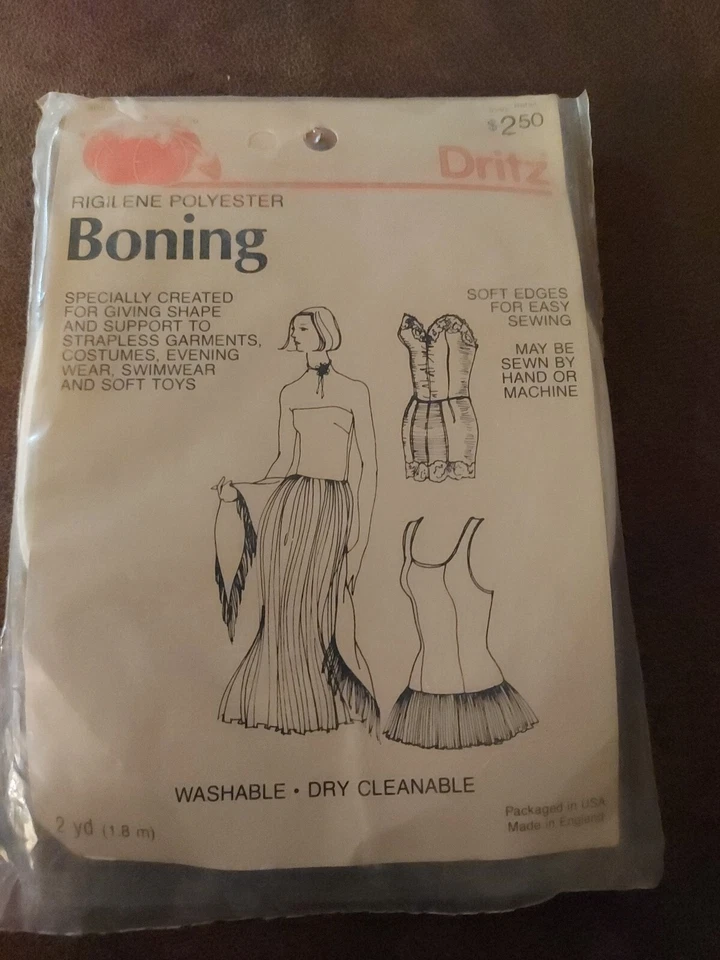 $2.50
Dritz
RIGILENE POLYESTER
Boning
SPECIALLY CREATED
FOR GIVING SHAPE
AND SUPPORT TO
STRAPLESS GARMENTS,
COSTUMES, EVENING
WEAR, SWIMWEAR
AND SOFT TOYS
SOFT EDGES
FOR EASY
SEWING
MAY BE
SEWN BY
HAND OR
MACHINE
WASHABLE • DRY CLEANABLE
2 yd (1.8 m)
Packaged in USA
Made in England